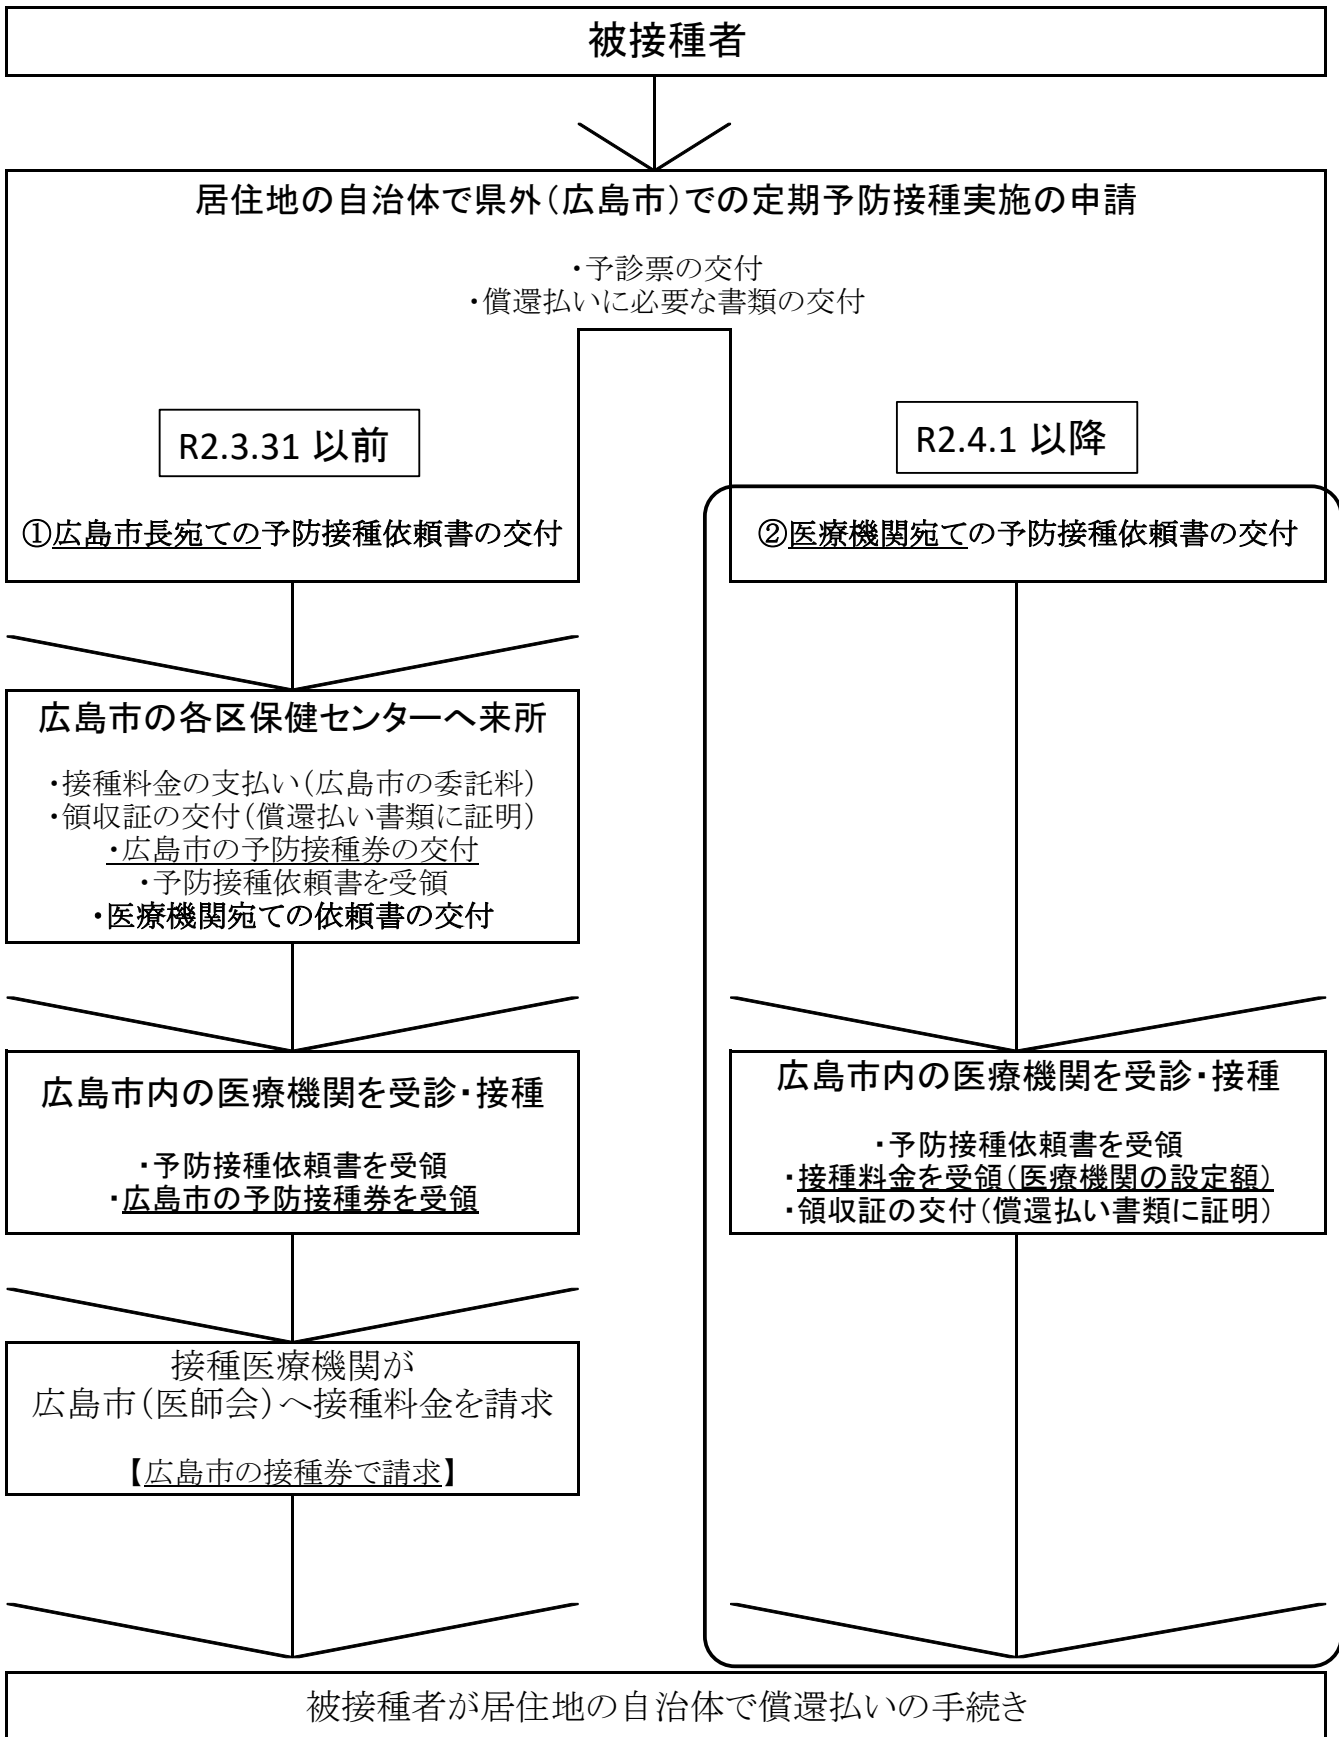 被接種者
居住地の自治体で県外(広島市)での定期予防接種実施の申請
・予診票の交付
・償還払いに必要な書類の交付
R2.3.31 以前
①広島市長宛ての予防接種依頼書の交付
広島市の各区保健センターへ来所
・接種料金の支払い(広島市の委託料)
・領収証の交付(償還払い書類に証明)
・広島市の予防接種券の交付
・予防接種依頼書を受領
・医療機関宛ての依頼書の交付
広島市内の医療機関を受診・接種
・予防接種依頼書を受領
・広島市の予防接種券を受領
接種医療機関が
広島市(医師会)へ接種料金を請求
【広島市の接種券で請求】
R2.4.1 以降
②医療機関宛ての予防接種依頼書の交付
広島市内の医療機関を受診・接種
・予防接種依頼書を受領
・接種料金を受領(医療機関の設定額)
・領収証の交付(償還払い書類に証明)
被接種者が居住地の自治体で償還払いの手続き